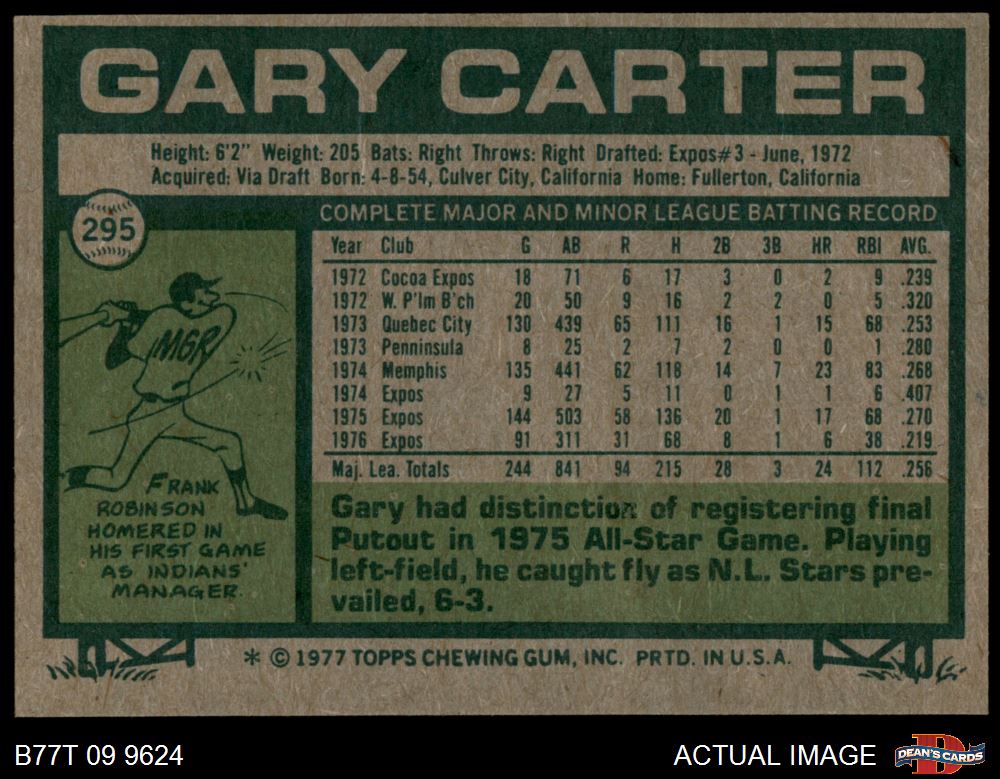 GARY CARTER
Height: 6'2" Weight: 205 Bats: Right Throws: Right Drafted: Expos#3 - June, 1972
Acquired: Via Draft Born: 4-8-54, Culver City, California Home: Fullerton, California
295
COMPLETE MAJOR AND MINOR LEAGUE BATTING RECORD
Year Club G AB R H 2B 3B HR RBI AVG.
1972 Cocoa Expos 18 71 6 17 3 0 2 9 .239
1972 W. P'lm B'ch 20 50 9 16 2 2 0 5 .320
1973 Quebec City 130 439 65 111 16 1 15 68 .253
1973 Penninsula 8 25 2 7 2 0 0 1 .280
1974 Memphis 135 441 62 118 14 7 23 83 .268
1974 Expos 9 27 5 11 0 1 1 6 .407
1975 Expos 144 503 58 136 20 1 17 68 .270
1976 Expos 91 311 31 68 8 1 6 38 .219
Maj. Lea. Totals 244 841 94 215 28 3 24 112 .256
MGR
FRANK
ROBINSON
HOMERED IN
HIS FIRST GAME
AS INDIANS'
MANAGER.
Gary had distinction of registering final
Putout in 1975 All-Star Game. Playing
left-field, he caught fly as N.L. Stars pre-
vailed, 6-3.
* © 1977 TOPPS CHEWING GUM, INC. PRTD. IN U.S.A.
B77T 09 9624
ACTUAL IMAGE
D
DEAN'S CARDS